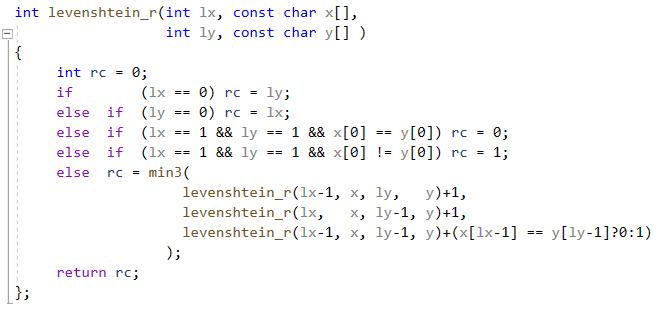 int levenshtein_r(int lx, const char x[],
                  int ly, const char y[] )
{
     int rc = 0;
     if        (lx == 0) rc = ly;
     else  if  (ly == 0) rc = lx;
     else  if  (lx == 1 && ly == 1 && x[0] == y[0]) rc = 0;
     else  if  (lx == 1 && ly == 1 && x[0] != y[0]) rc = 1;
     else  rc = min3(
                    levenshtein_r(lx-1, x, ly,   y)+1,
                    levenshtein_r(lx,   x, ly-1, y)+1,
                    levenshtein_r(lx-1, x, ly-1, y)+(x[lx-1] == y[ly-1]?0:1)
                  );
     return rc;
};